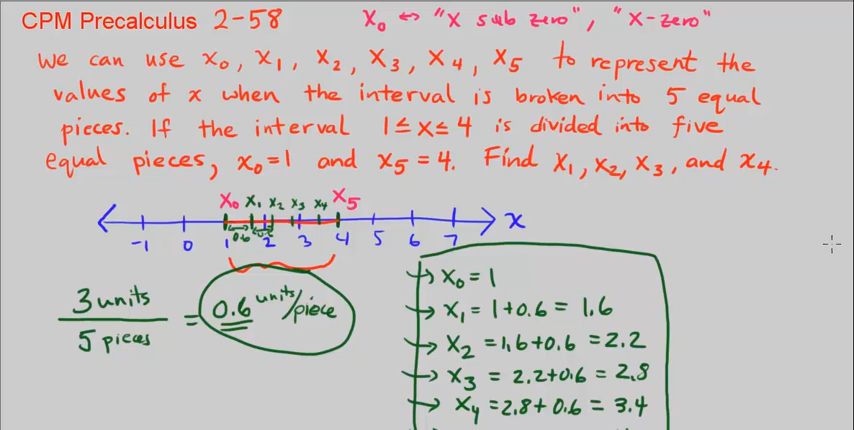 CPM Precalculus 2-58
x₀ ↔ "x sub zero", "x-zero"
We can use x₀, x₁, x₂, x₃, x₄, x₅ to represent the
values of x when the interval is broken into 5 equal
pieces. If the interval 1≤x≤4 is divided into five
equal pieces, x₀=1 and x₅=4. Find x₁, x₂, x₃, and x₄.
x₀ x₁ x₂ x₃ x₄ x₅
-1 0 1 2 3 4 5 6 7 x
0.6
3 units
5 pieces
= 0.6 units/piece
→ x₀ = 1
→ x₁ = 1+0.6 = 1.6
→ x₂ = 1.6+0.6 = 2.2
→ x₃ = 2.2+0.6 = 2.8
→ x₄ = 2.8+0.6 = 3.4